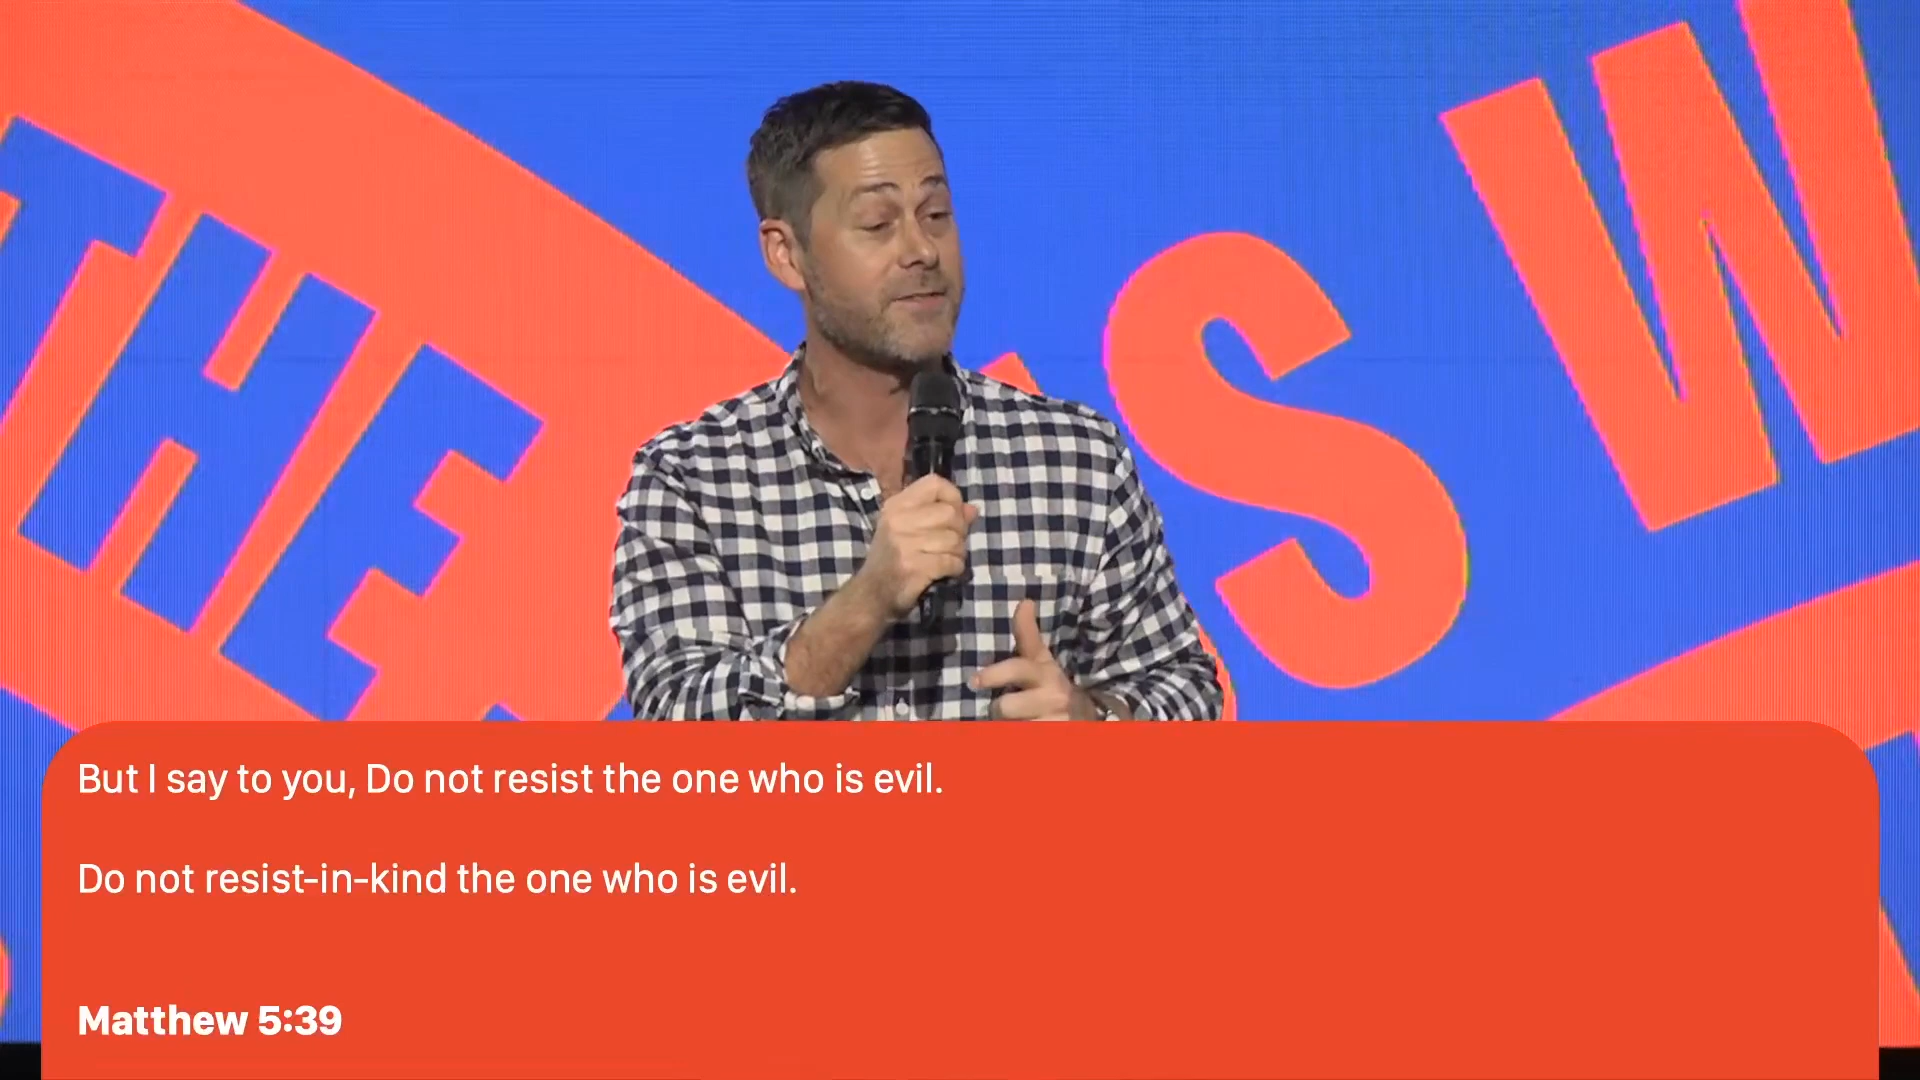 THE
S W
But I say to you, Do not resist the one who is evil.
Do not resist-in-kind the one who is evil.
Matthew 5:39